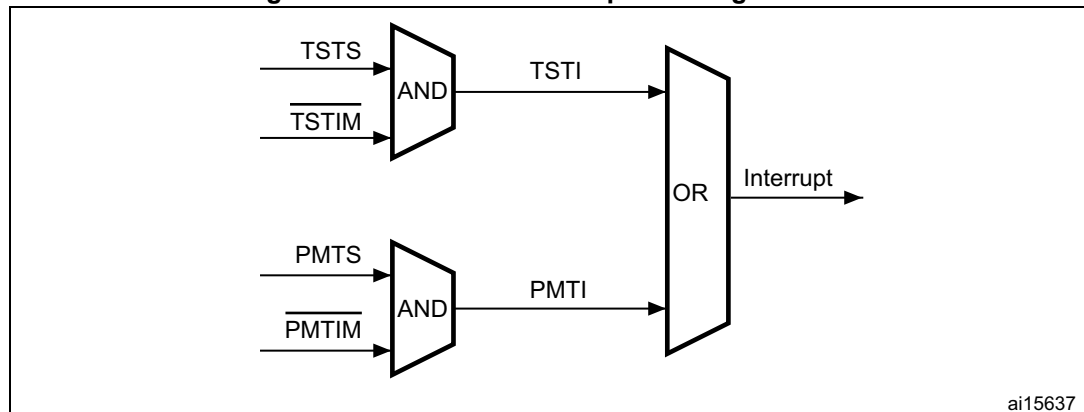 TSTS
AND
TSTI
TSTIM
OR
Interrupt
PMTS
AND
PMTI
PMTIM
ai15637